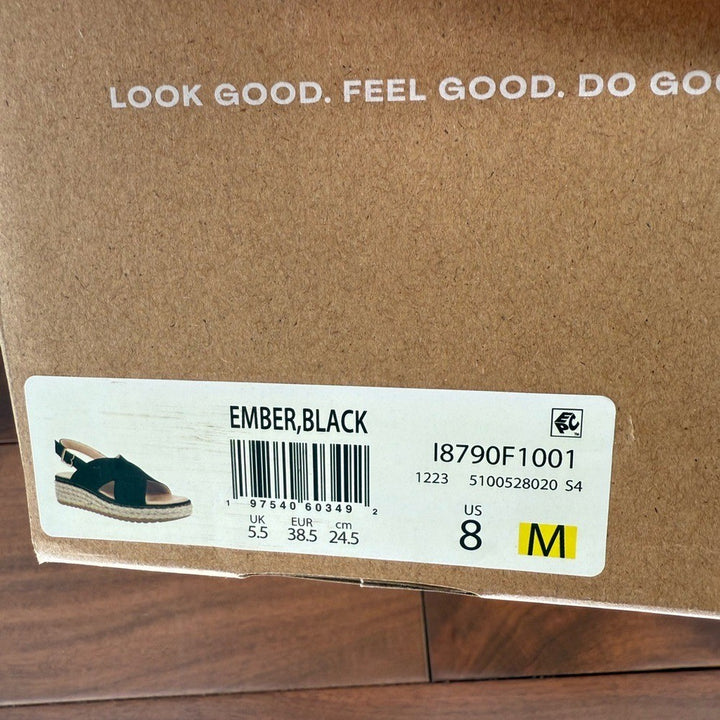 LOOK GOOD. FEEL GOOD. DO GOO
EMBER,BLACK
EPC
I8790F1001
1223 5100528020 S4
1 97540 60349 2
UK EUR cm
5.5 38.5 24.5
US
8 M